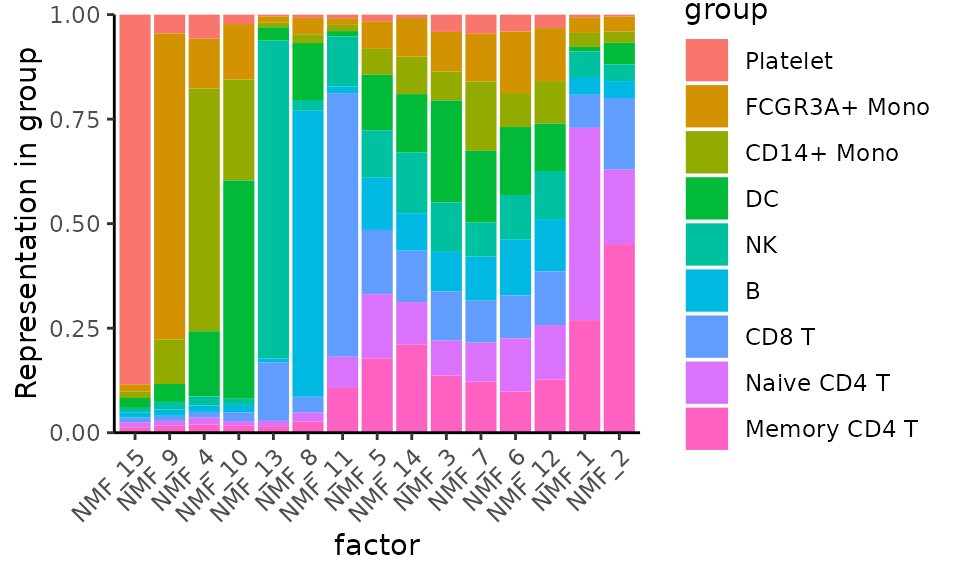 group
1.00
0.75
0.50
0.25
0.00
Representation in group
NMF_15
NMF_9
NMF_4
NMF_10
NMF_13
NMF_8
NMF_11
NMF_5
NMF_14
NMF_3
NMF_7
NMF_6
NMF_12
NMF_1
NMF_2
factor
Platelet
FCGR3A+ Mono
CD14+ Mono
DC
NK
B
CD8 T
Naive CD4 T
Memory CD4 T